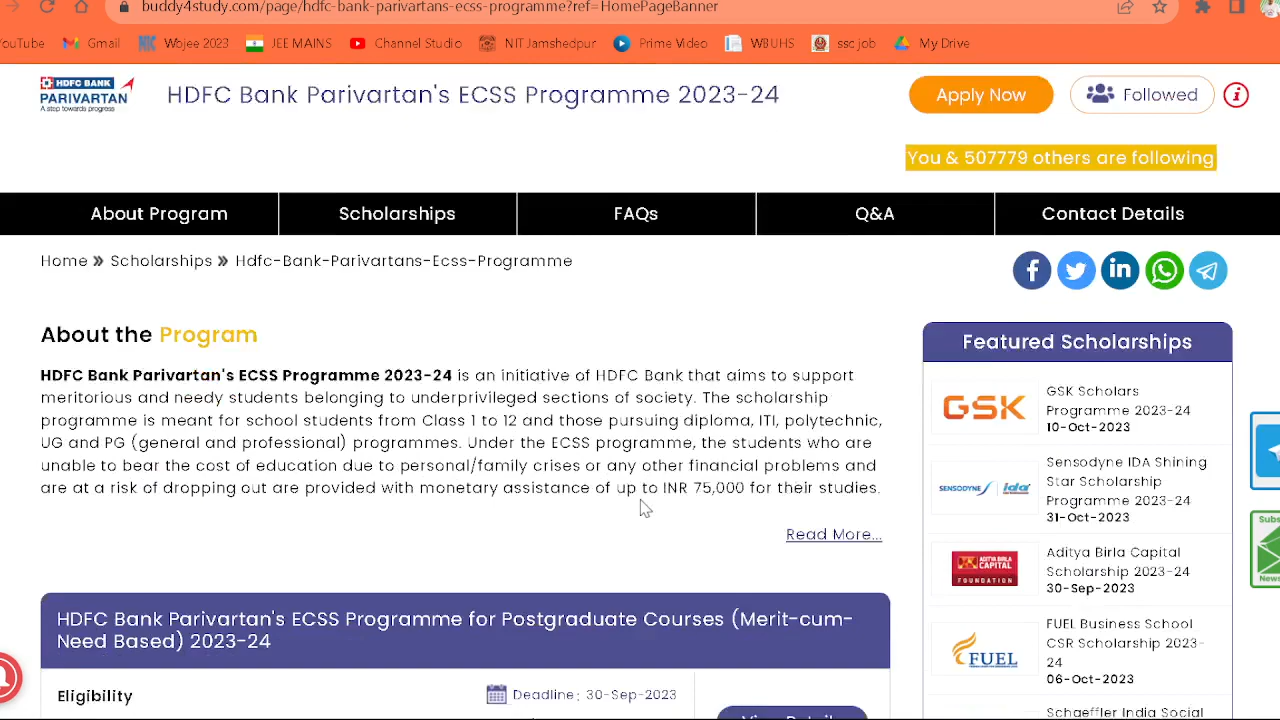 buddy4study.com/page/hdfc-bank-parivartans-ecss-programme?ref=HomePageBanner
YouTube Gmail Wojee 2023 JEE MAINS Channel Studio NIT Jamshedpur Prime Video WBUHS ssc job My Drive
HDFC BANK
PARIVARTAN
A step towards progress
HDFC Bank Parivartan's ECSS Programme 2023-24
Apply Now
Followed
i
You & 507779 others are following
About Program Scholarships FAQs Q&A Contact Details
Home » Scholarships » Hdfc-Bank-Parivartans-Ecss-Programme
About the Program
HDFC Bank Parivartan's ECSS Programme 2023-24 is an initiative of HDFC Bank that aims to support
meritorious and needy students belonging to underprivileged sections of society. The scholarship
programme is meant for school students from Class 1 to 12 and those pursuing diploma, ITI, polytechnic,
UG and PG (general and professional) programmes. Under the ECSS programme, the students who are
unable to bear the cost of education due to personal/family crises or any other financial problems and
are at a risk of dropping out are provided with monetary assistance of up to INR 75,000 for their studies.
Read More...
HDFC Bank Parivartan's ECSS Programme for Postgraduate Courses (Merit-cum-
Need Based) 2023-24
Eligibility
Deadline: 30-Sep-2023
Featured Scholarships
GSK
GSK Scholars
Programme 2023-24
10-Oct-2023
SENSODYNE ida
Sensodyne IDA Shining
Star Scholarship
Programme 2023-24
31-Oct-2023
ADITYA BIRLA
CAPITAL
FOUNDATION
Aditya Birla Capital
Scholarship 2023-24
30-Sep-2023
FUEL
FUEL Business School
CSR Scholarship 2023-
24
06-Oct-2023
Schaeffler India Social
Subs
News